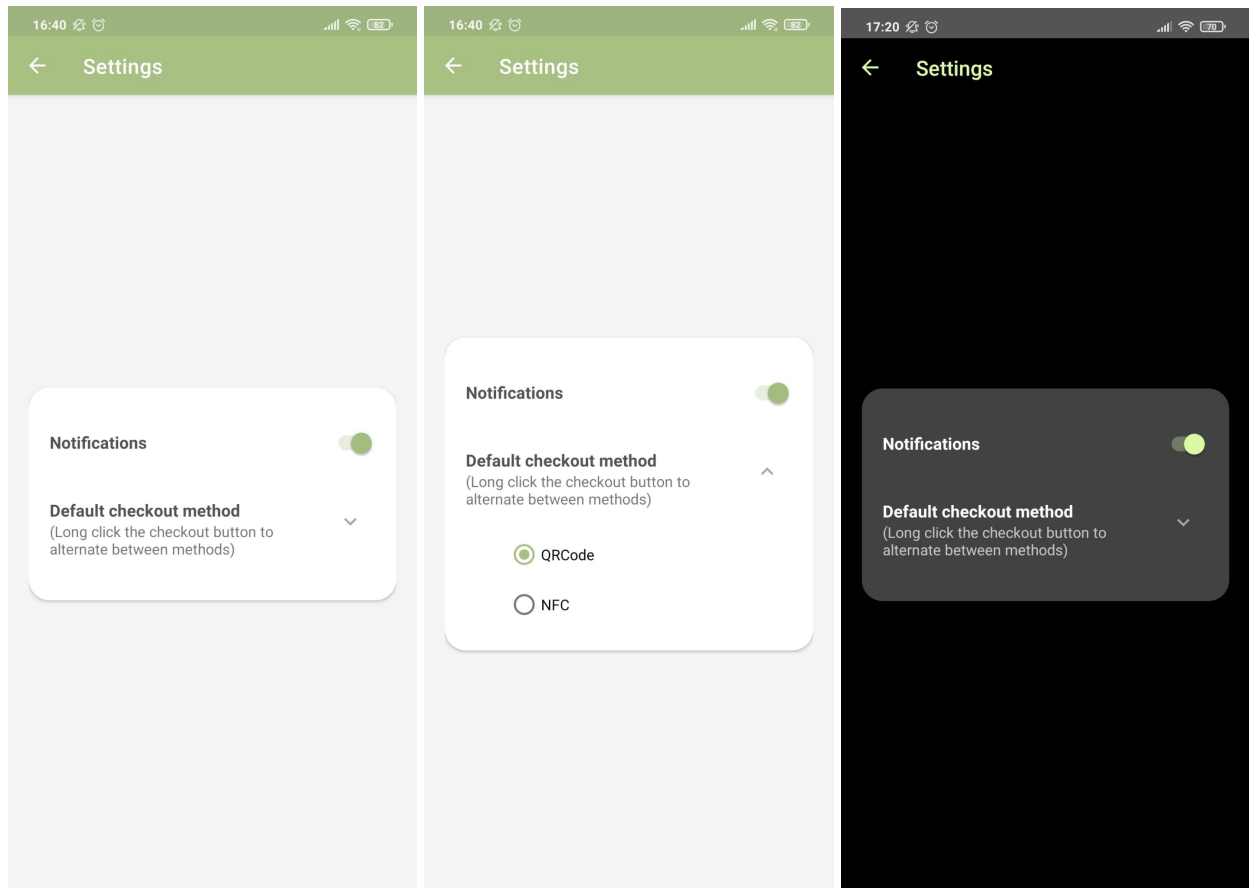 16:40
82
Settings
Notifications
Default checkout method
(Long click the checkout button to
alternate between methods)
16:40
82
Settings
Notifications
Default checkout method
(Long click the checkout button to
alternate between methods)
QRCode
NFC
17:20
70
Settings
Notifications
Default checkout method
(Long click the checkout button to
alternate between methods)